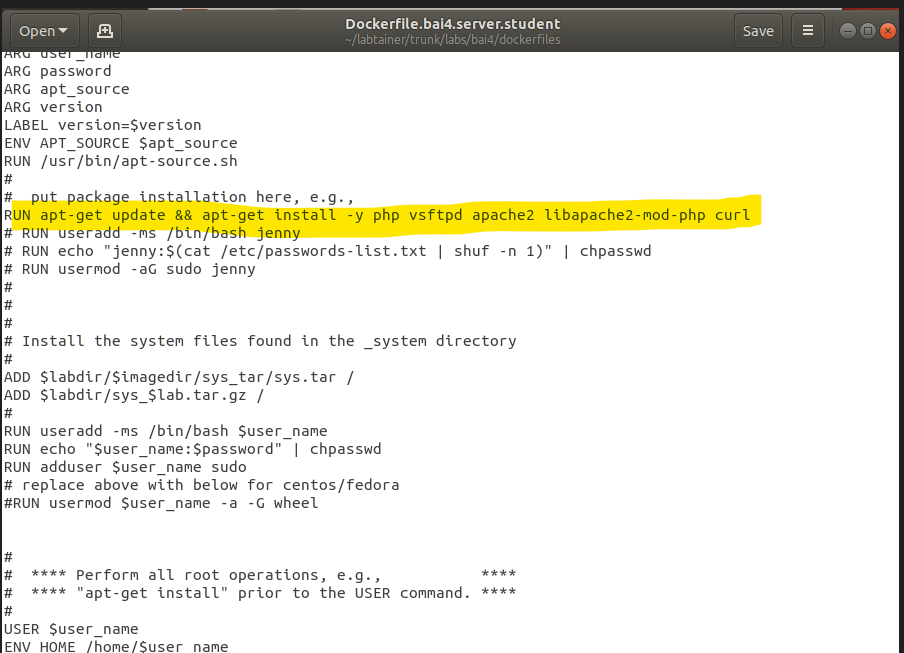 Open
Dockerfile.bai4.server.student
~/labtainer/trunk/labs/bai4/dockerfiles
Save
ARG user_name
ARG password
ARG apt_source
ARG version
LABEL version=$version
ENV APT_SOURCE $apt_source
RUN /usr/bin/apt-source.sh
#
#  put package installation here, e.g.,
RUN apt-get update && apt-get install -y php vsftpd apache2 libapache2-mod-php curl
# RUN useradd -ms /bin/bash jenny
# RUN echo "jenny:$(cat /etc/passwords-list.txt | shuf -n 1)" | chpasswd
# RUN usermod -aG sudo jenny
#
#
#
# Install the system files found in the _system directory
#
ADD $labdir/$imagedir/sys_tar/sys.tar /
ADD $labdir/sys_$lab.tar.gz /
#
RUN useradd -ms /bin/bash $user_name
RUN echo "$user_name:$password" | chpasswd
RUN adduser $user_name sudo
# replace above with below for centos/fedora
#RUN usermod $user_name -a -G wheel
#
#  **** Perform all root operations, e.g.,           ****
#  **** "apt-get install" prior to the USER command. ****
#
USER $user_name
ENV HOME /home/$user_name